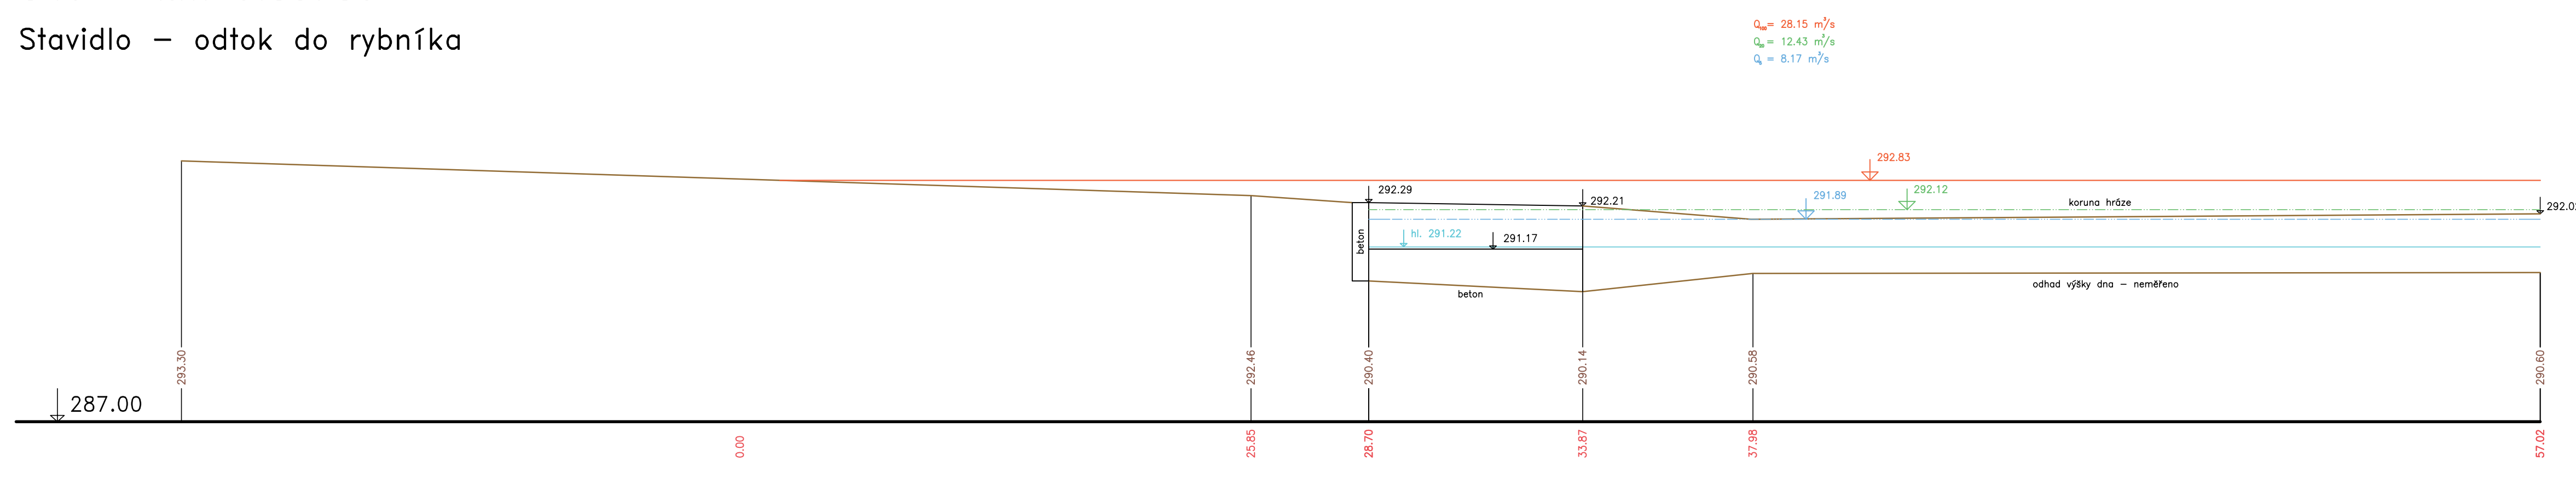 Stavidlo – odtok do rybníka
Q₁₀₀= 28.15 m³/s
Q₂₀= 12.43 m³/s
Q = 8.17 m³/s
292.83
292.29
291.89
292.12
292.21
koruna hráze
292.0
beton
hl. 291.22
291.17
beton
odhad výšky dna – neměřeno
293.30
292.46
290.40
290.14
290.58
290.60
287.00
0.00
25.85
28.70
33.87
37.98
57.02